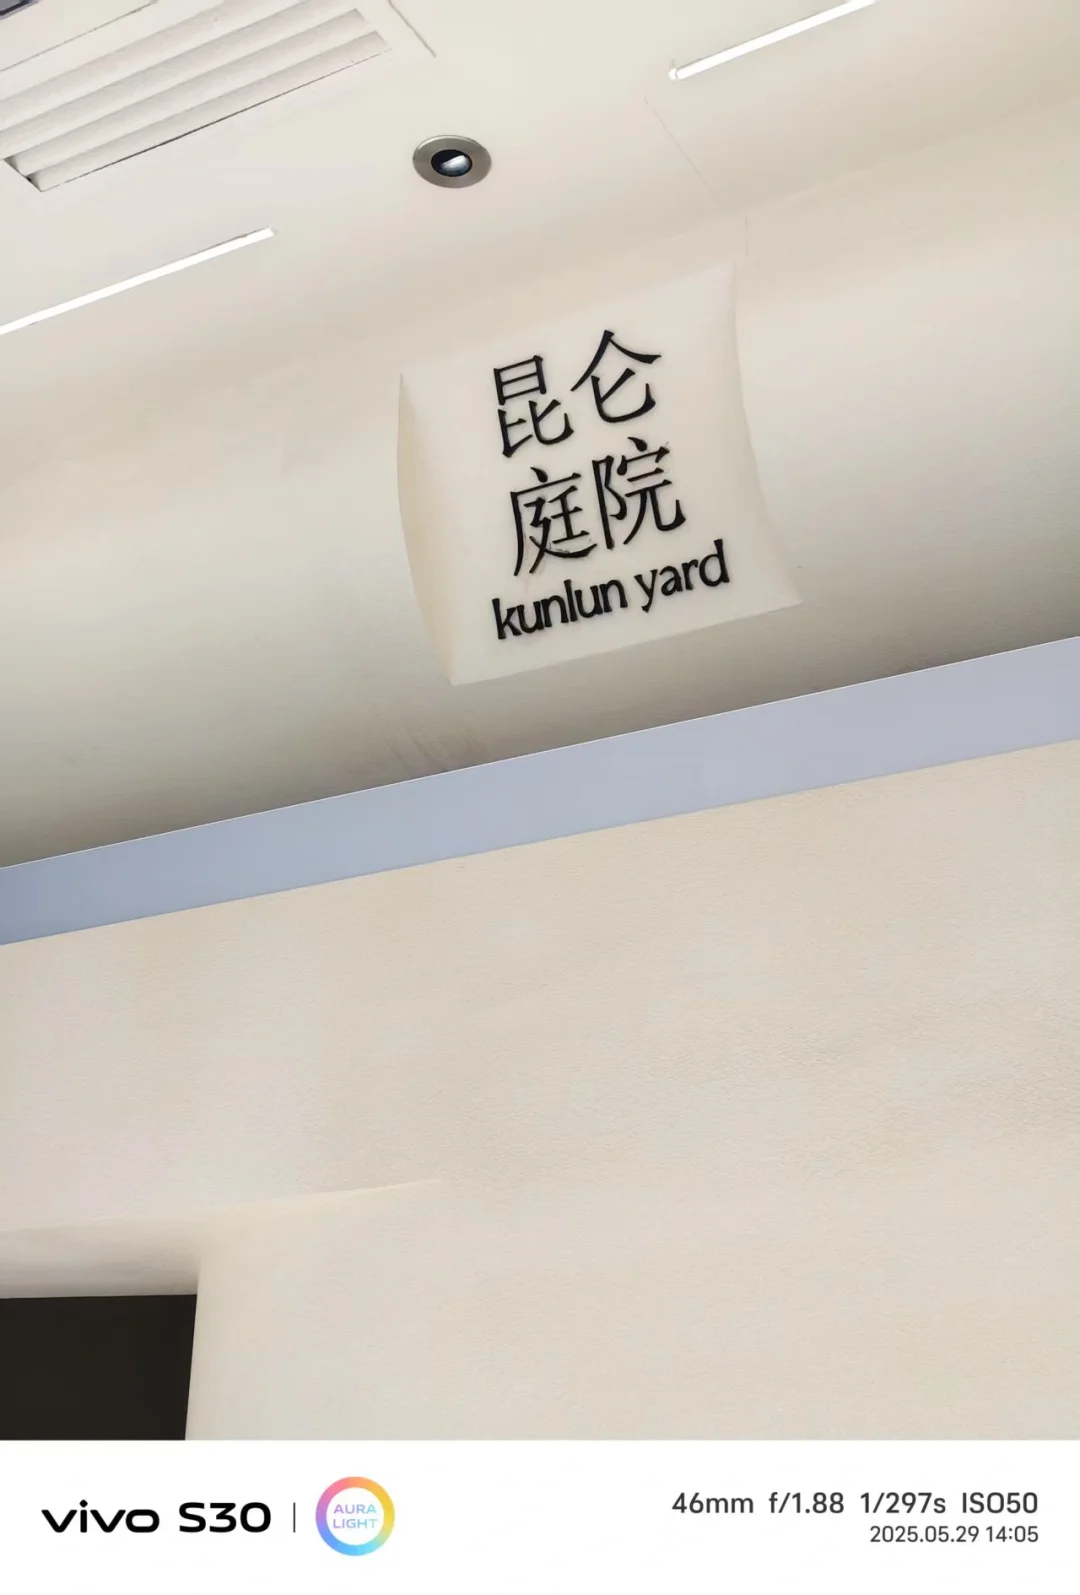 昆仑
庭院
kunlun yard
vivo S30
AURA
LIGHT
46mm f/1.88 1/297s ISO50
2025.05.29 14:05